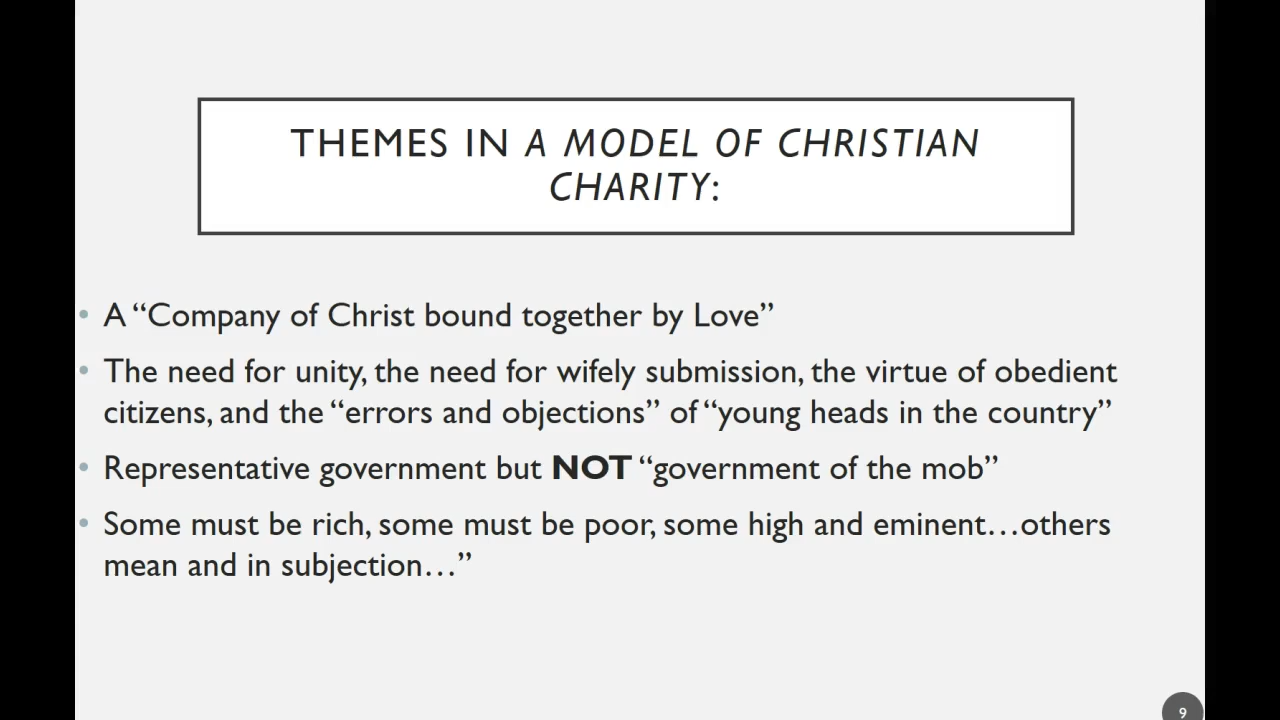 THEMES IN A MODEL OF CHRISTIAN
CHARITY:
• A “Company of Christ bound together by Love”
• The need for unity, the need for wifely submission, the virtue of obedient
citizens, and the “errors and objections” of “young heads in the country”
• Representative government but NOT “government of the mob”
• Some must be rich, some must be poor, some high and eminent…others
mean and in subjection…”
9